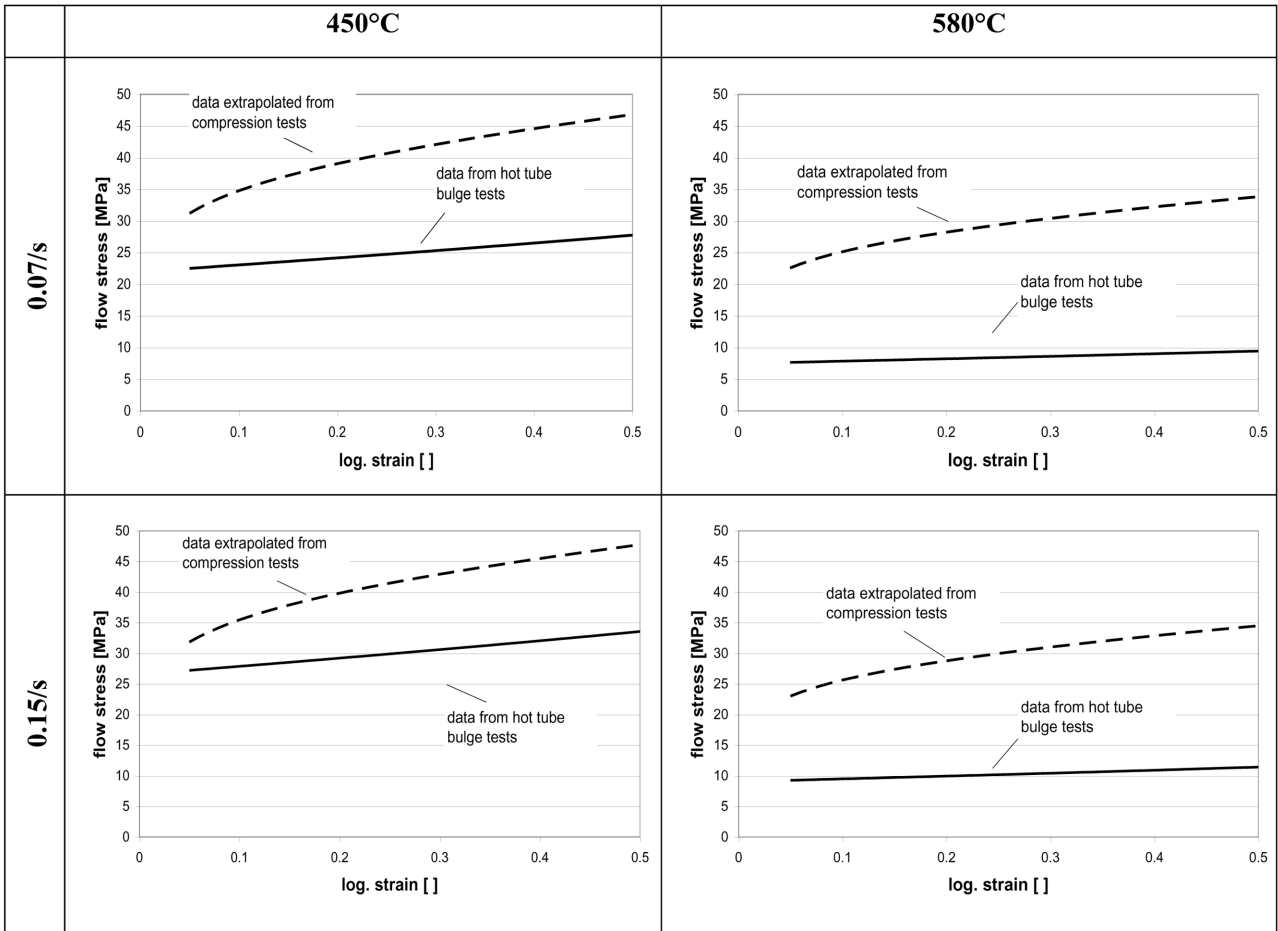 450°C
580°C
0.07/s
50
45
40
35
30
25
20
15
10
5
0
0
0.1
0.2
0.3
0.4
0.5
flow stress [MPa]
log. strain [ ]
data extrapolated from
compression tests
data from hot tube
bulge tests
50
45
40
35
30
25
20
15
10
5
0
0
0.1
0.2
0.3
0.4
0.5
flow stress [MPa]
log. strain [ ]
data extrapolated from
compression tests
data from hot tube
bulge tests
0.15/s
50
45
40
35
30
25
20
15
10
5
0
0
0.1
0.2
0.3
0.4
0.5
flow stress [MPa]
log. strain [ ]
data extrapolated from
compression tests
data from hot tube
bulge tests
50
45
40
35
30
25
20
15
10
5
0
0
0.1
0.2
0.3
0.4
0.5
flow stress [MPa]
log. strain [ ]
data extrapolated from
compression tests
data from hot tube
bulge tests